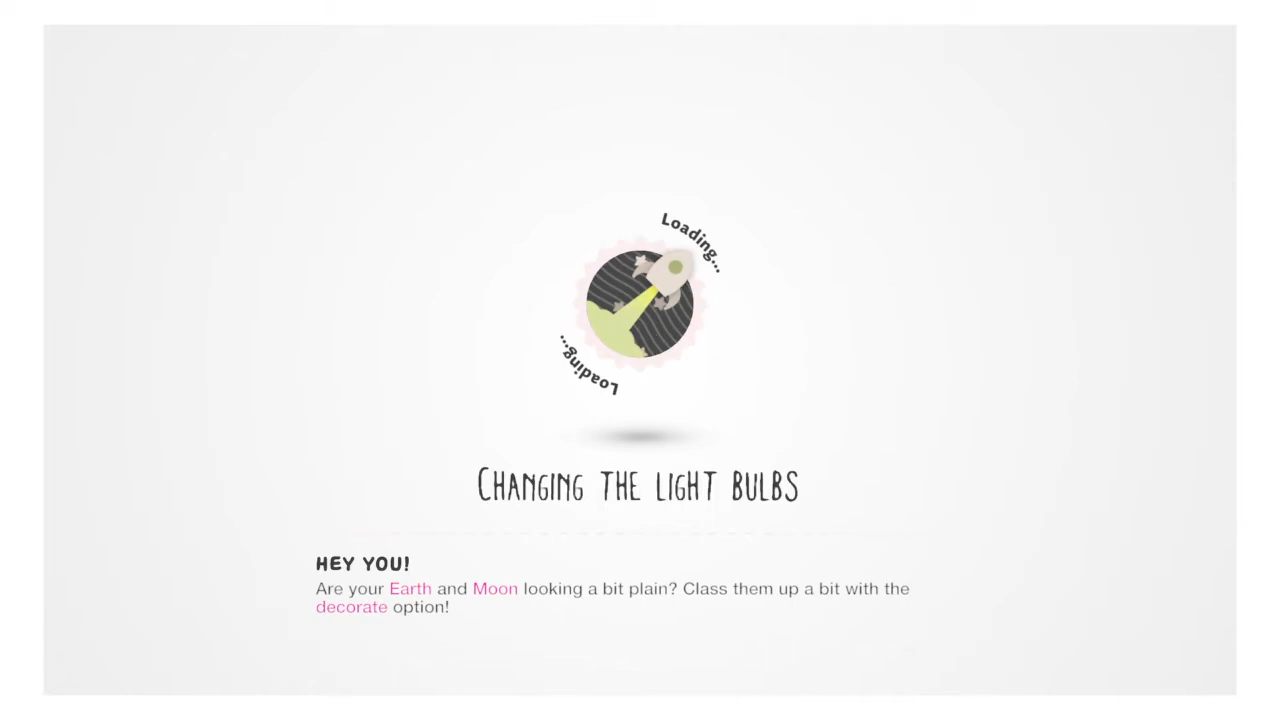 Loading...
Loading...
CHANGING THE LIGHT BULBS
HEY YOU!
Are your Earth and Moon looking a bit plain? Class them up a bit with the
decorate option!